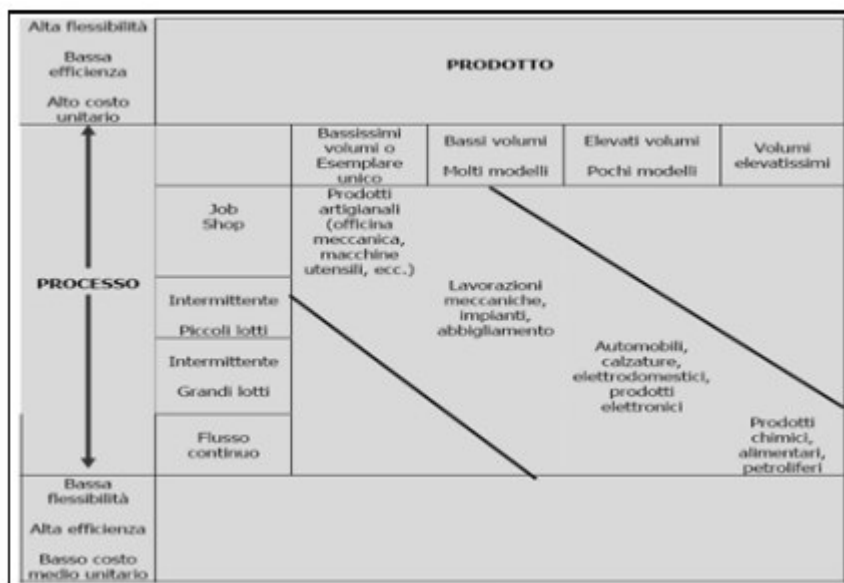 Alta flessibilità
Bassa
efficienza
Alto costo
unitario
PRODOTTO
Bassissimi
volumi o
Esemplare
unico
Bassi volumi
Molti modelli
Elevati volumi
Pochi modelli
Volumi
elevatissimi
PROCESSO
Job
Shop
Prodotti
artigianali
(officina
meccanica,
macchine
utensili, ecc.)
Intermittente
Piccoli lotti
Lavorazioni
meccaniche,
impianti,
abbigliamento
Intermittente
Grandi lotti
Automobili,
calzature,
elettrodomestici,
prodotti
elettronici
Flusso
continuo
Prodotti
chimici,
alimentari,
petroliferi
Bassa
flessibilità
Alta efficienza
Basso costo
medio unitario